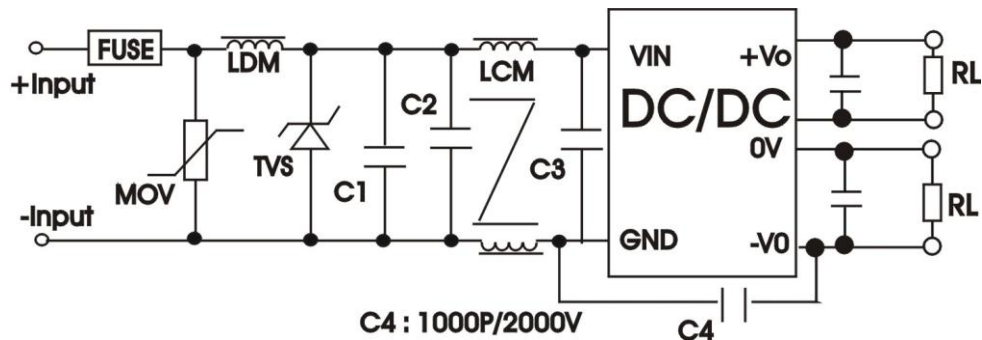 FUSE
+Input
LDM
LCM
VIN
+Vo
RL
DC/DC
C2
MOV
TVS
C1
C3
0V
-Input
GND
-V0
RL
C4 : 1000P/2000V
C4